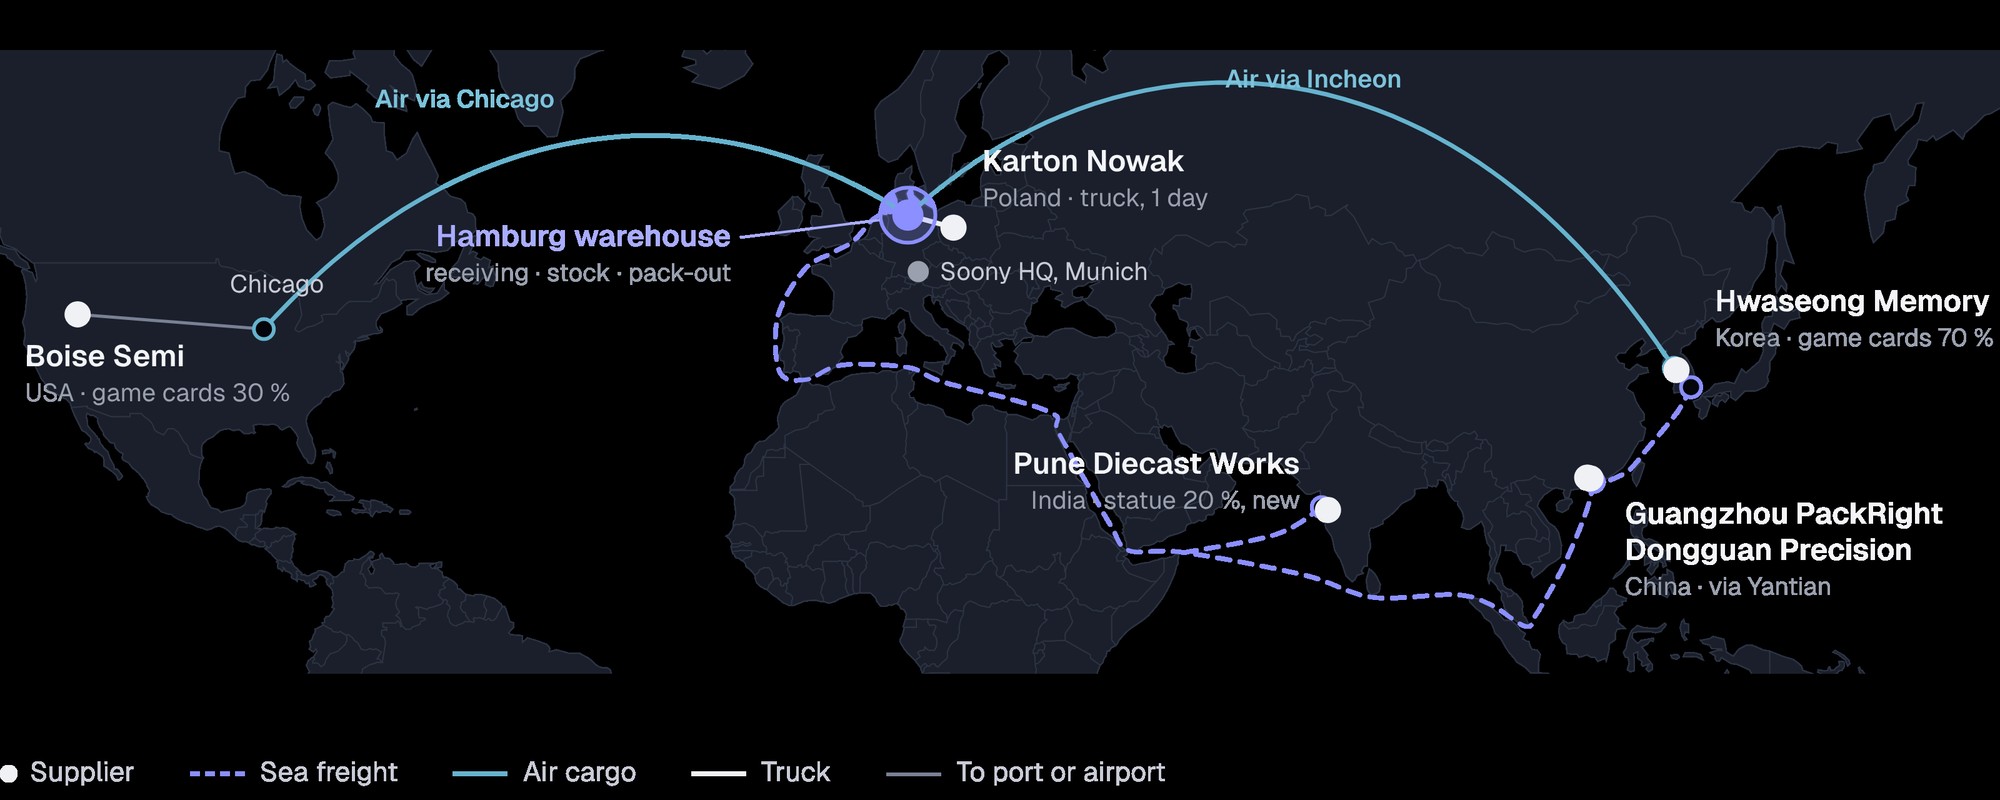 Air via Chicago
Air via Incheon
Karton Nowak
Poland · truck, 1 day
Hamburg warehouse
receiving · stock · pack-out
Soony HQ, Munich
Chicago
Boise Semi
USA · game cards 30 %
Hwaseong Memory
Korea · game cards 70 %
Pune Diecast Works
India · statue 20 %, new
Guangzhou PackRight
Dongguan Precision
China · via Yantian
Supplier
Sea freight
Air cargo
Truck
To port or airport